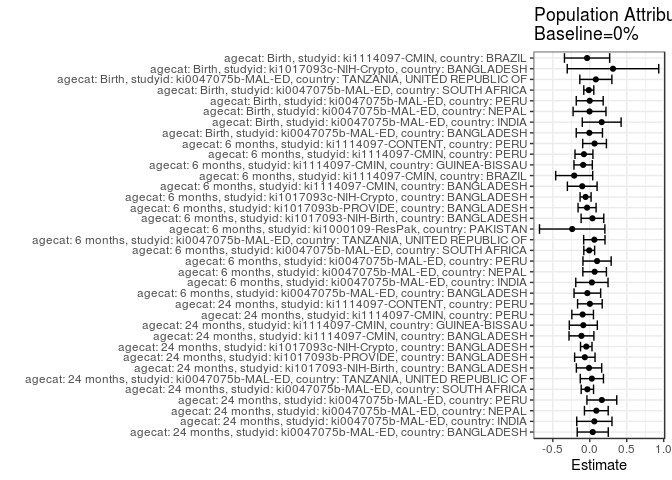 Population Attribu
Baseline=0%
agecat: Birth, studyid: ki1114097-CMIN, country: BRAZIL
agecat: Birth, studyid: ki1017093c-NIH-Crypto, country: BANGLADESH
agecat: Birth, studyid: ki0047075b-MAL-ED, country: TANZANIA, UNITED REPUBLIC OF
agecat: Birth, studyid: ki0047075b-MAL-ED, country: SOUTH AFRICA
agecat: Birth, studyid: ki0047075b-MAL-ED, country: PERU
agecat: Birth, studyid: ki0047075b-MAL-ED, country: NEPAL
agecat: Birth, studyid: ki0047075b-MAL-ED, country: INDIA
agecat: Birth, studyid: ki0047075b-MAL-ED, country: BANGLADESH
agecat: 6 months, studyid: ki1114097-CONTENT, country: PERU
agecat: 6 months, studyid: ki1114097-CMIN, country: PERU
agecat: 6 months, studyid: ki1114097-CMIN, country: GUINEA-BISSAU
agecat: 6 months, studyid: ki1114097-CMIN, country: BRAZIL
agecat: 6 months, studyid: ki1114097-CMIN, country: BANGLADESH
agecat: 6 months, studyid: ki1017093c-NIH-Crypto, country: BANGLADESH
agecat: 6 months, studyid: ki1017093b-PROVIDE, country: BANGLADESH
agecat: 6 months, studyid: ki1017093-NIH-Birth, country: BANGLADESH
agecat: 6 months, studyid: ki1000109-ResPak, country: PAKISTAN
agecat: 6 months, studyid: ki0047075b-MAL-ED, country: TANZANIA, UNITED REPUBLIC OF
agecat: 6 months, studyid: ki0047075b-MAL-ED, country: SOUTH AFRICA
agecat: 6 months, studyid: ki0047075b-MAL-ED, country: PERU
agecat: 6 months, studyid: ki0047075b-MAL-ED, country: NEPAL
agecat: 6 months, studyid: ki0047075b-MAL-ED, country: INDIA
agecat: 6 months, studyid: ki0047075b-MAL-ED, country: BANGLADESH
agecat: 24 months, studyid: ki1114097-CONTENT, country: PERU
agecat: 24 months, studyid: ki1114097-CMIN, country: PERU
agecat: 24 months, studyid: ki1114097-CMIN, country: GUINEA-BISSAU
agecat: 24 months, studyid: ki1114097-CMIN, country: BANGLADESH
agecat: 24 months, studyid: ki1017093c-NIH-Crypto, country: BANGLADESH
agecat: 24 months, studyid: ki1017093b-PROVIDE, country: BANGLADESH
agecat: 24 months, studyid: ki1017093-NIH-Birth, country: BANGLADESH
agecat: 24 months, studyid: ki0047075b-MAL-ED, country: TANZANIA, UNITED REPUBLIC OF
agecat: 24 months, studyid: ki0047075b-MAL-ED, country: SOUTH AFRICA
agecat: 24 months, studyid: ki0047075b-MAL-ED, country: PERU
agecat: 24 months, studyid: ki0047075b-MAL-ED, country: NEPAL
agecat: 24 months, studyid: ki0047075b-MAL-ED, country: INDIA
agecat: 24 months, studyid: ki0047075b-MAL-ED, country: BANGLADESH
-0.5 0.0 0.5 1.0
Estimate